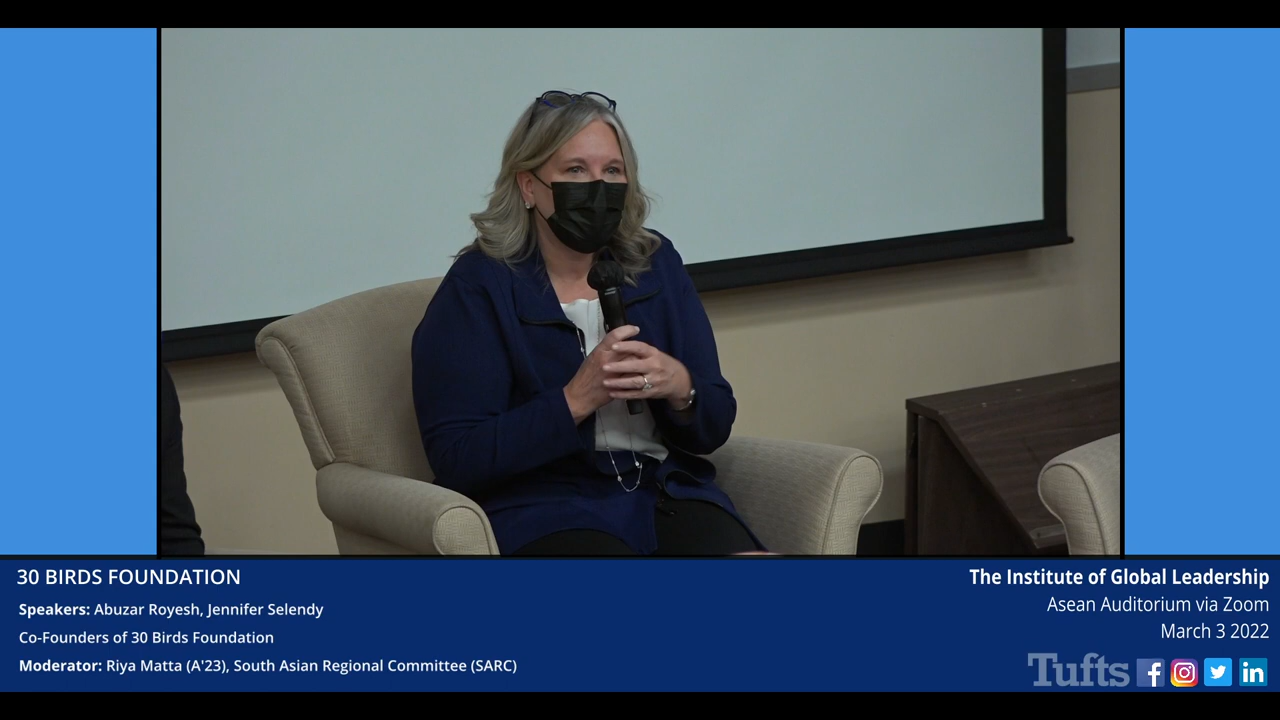 30 BIRDS FOUNDATION
Speakers: Abuzar Royesh, Jennifer Selendy
Co-Founders of 30 Birds Foundation
Moderator: Riya Matta (A'23), South Asian Regional Committee (SARC)
The Institute of Global Leadership
Asean Auditorium via Zoom
March 3 2022
Tufts